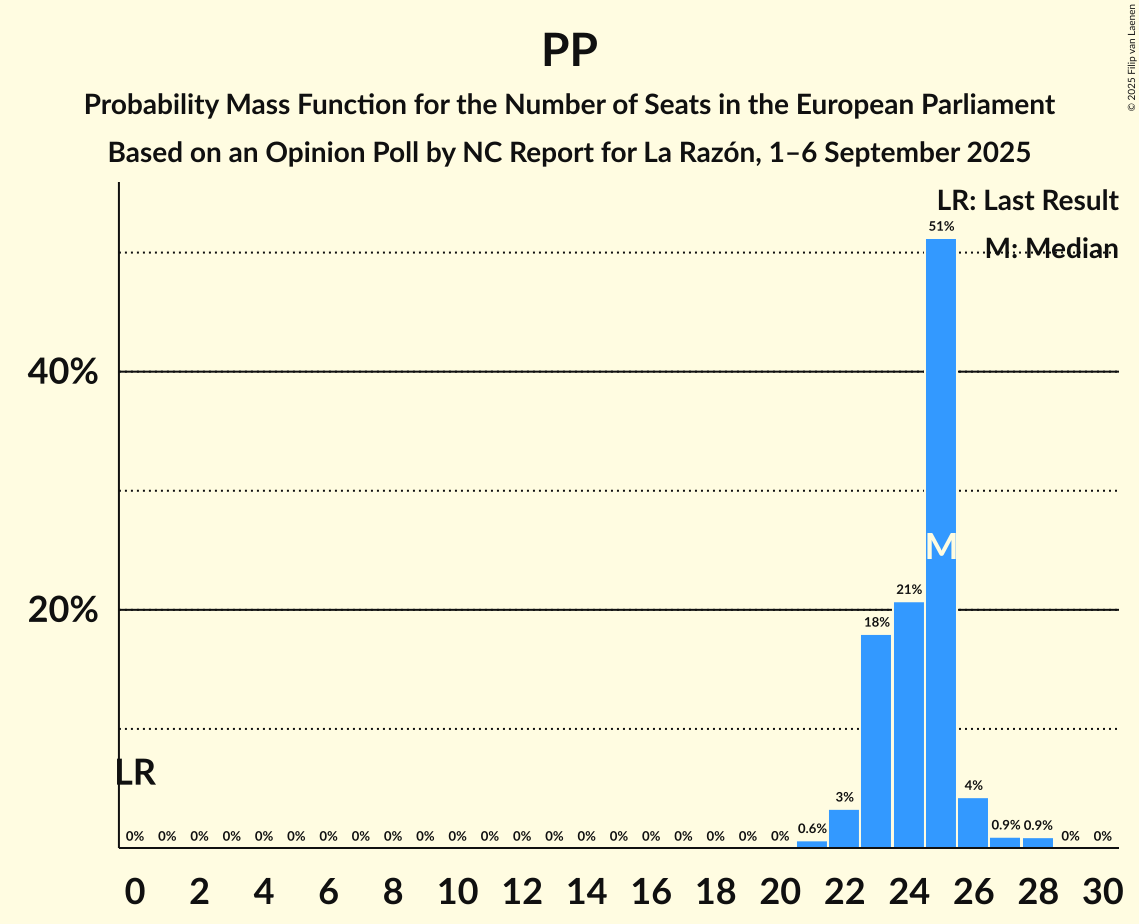 PP
Probability Mass Function for the Number of Seats in the European Parliament
Based on an Opinion Poll by NC Report for La Razón, 1–6 September 2025
© 2025 Filip van Laenen
LR: Last Result
M: Median
51%
40%
M
21%
20%
18%
LR
4%
3%
0.9% 0.9%
0.6%
0% 0% 0% 0% 0% 0% 0% 0% 0% 0% 0% 0% 0% 0% 0% 0% 0% 0% 0% 0% 0% 0% 0%
0 2 4 6 8 10 12 14 16 18 20 22 24 26 28 30